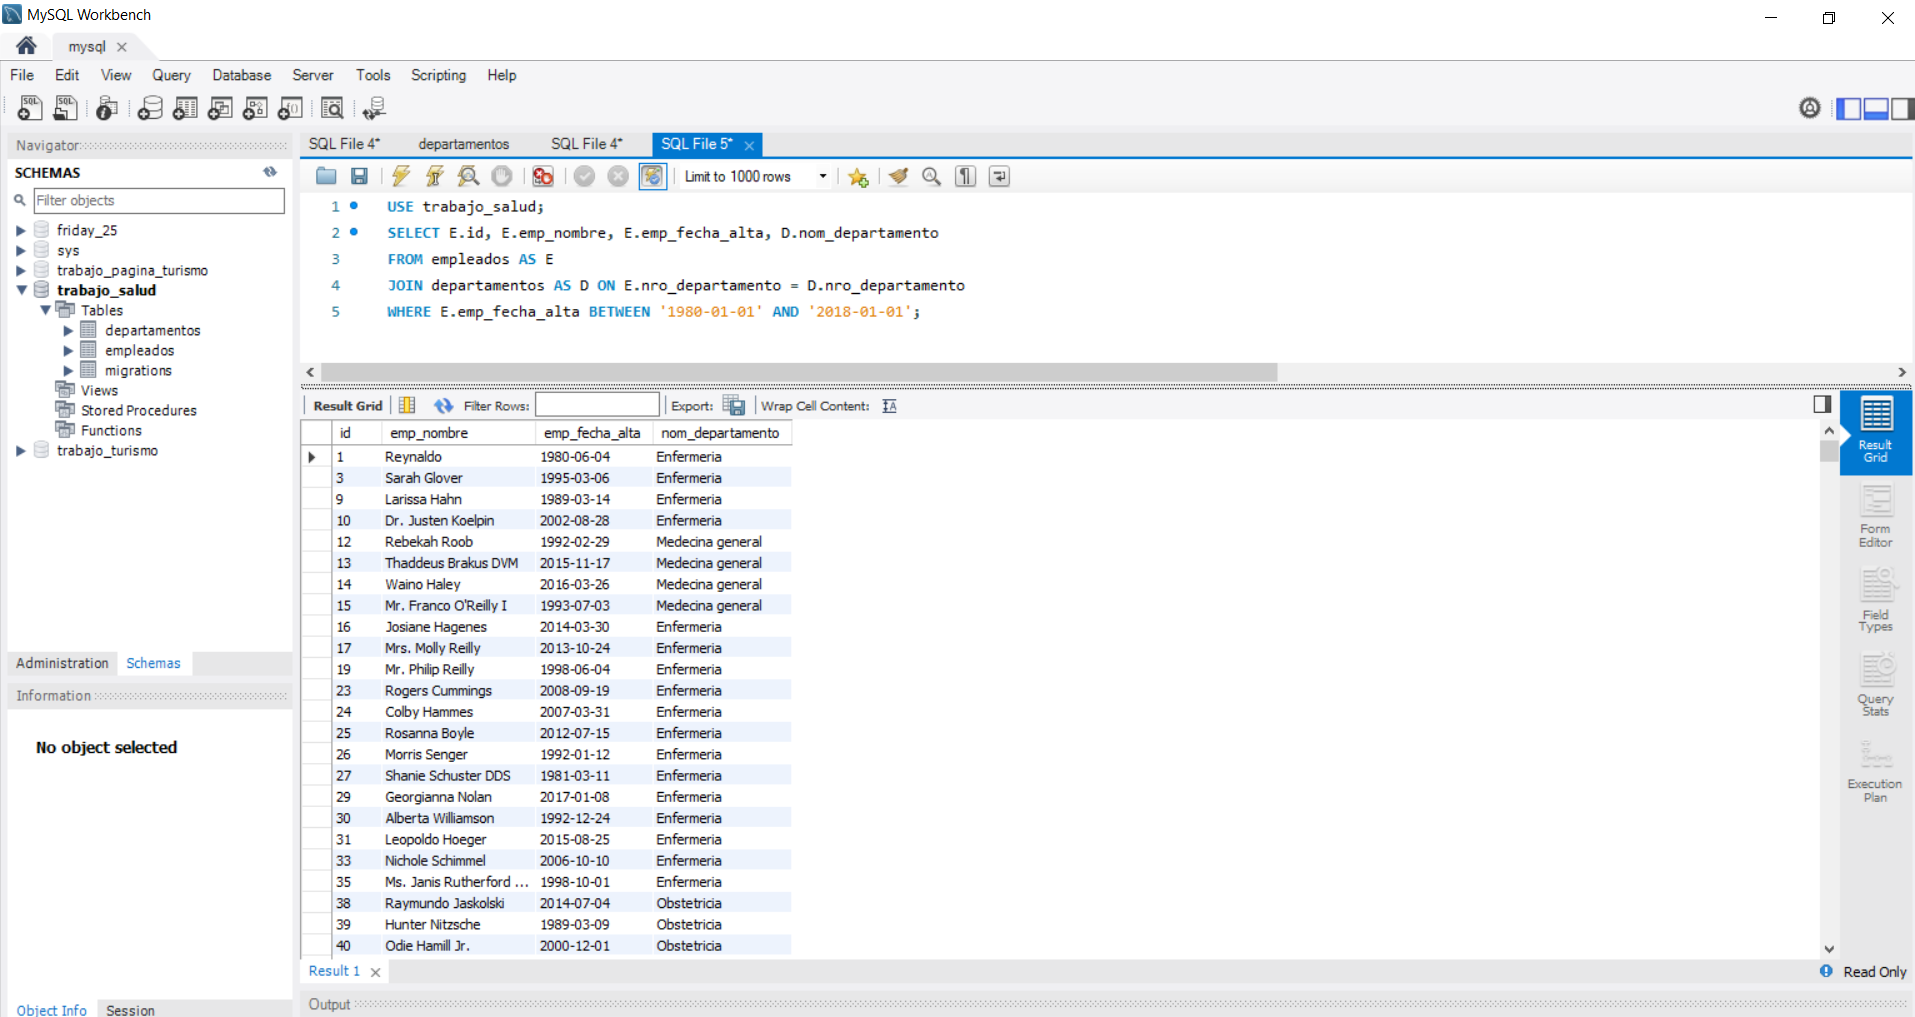 MySQL Workbench
mysql
File Edit View Query Database Server Tools Scripting Help
Navigator
SCHEMAS
Filter objects
friday_25
sys
trabajo_pagina_turismo
trabajo_salud
Tables
departamentos
empleados
migrations
Views
Stored Procedures
Functions
trabajo_turismo
Administration Schemas
Information
No object selected
Object Info Session
SQL File 4* departamentos SQL File 4* SQL File 5*
Limit to 1000 rows
1 USE trabajo_salud;
2 SELECT E.id, E.emp_nombre, E.emp_fecha_alta, D.nom_departamento
3 FROM empleados AS E
4 JOIN departamentos AS D ON E.nro_departamento = D.nro_departamento
5 WHERE E.emp_fecha_alta BETWEEN '1980-01-01' AND '2018-01-01';
Result Grid Filter Rows: Export: Wrap Cell Content:
id emp_nombre emp_fecha_alta nom_departamento
1 Reynaldo 1980-06-04 Enfermeria
3 Sarah Glover 1995-03-06 Enfermeria
9 Larissa Hahn 1989-03-14 Enfermeria
10 Dr. Justen Koelpin 2002-08-28 Enfermeria
12 Rebekah Roob 1992-02-29 Medecina general
13 Thaddeus Brakus DVM 2015-11-17 Medecina general
14 Waino Haley 2016-03-26 Medecina general
15 Mr. Franco O'Reilly I 1993-07-03 Medecina general
16 Josiane Hagenes 2014-03-30 Enfermeria
17 Mrs. Molly Reilly 2013-10-24 Enfermeria
19 Mr. Philip Reilly 1998-06-04 Enfermeria
23 Rogers Cummings 2008-09-19 Enfermeria
24 Colby Hammes 2007-03-31 Enfermeria
25 Rosanna Boyle 2012-07-15 Enfermeria
26 Morris Senger 1992-01-12 Enfermeria
27 Shanie Schuster DDS 1981-03-11 Enfermeria
29 Georgianna Nolan 2017-01-08 Enfermeria
30 Alberta Williamson 1992-12-24 Enfermeria
31 Leopoldo Hoeger 2015-08-25 Enfermeria
33 Nichole Schimmel 2006-10-10 Enfermeria
35 Ms. Janis Rutherford ... 1998-10-01 Enfermeria
38 Raymundo Jaskolski 2014-07-04 Obstetricia
39 Hunter Nitzsche 1989-03-09 Obstetricia
40 Odie Hamill Jr. 2000-12-01 Obstetricia
Result
Grid
Form
Editor
Field
Types
Query
Stats
Execution
Plan
Result 1
Read Only
Output